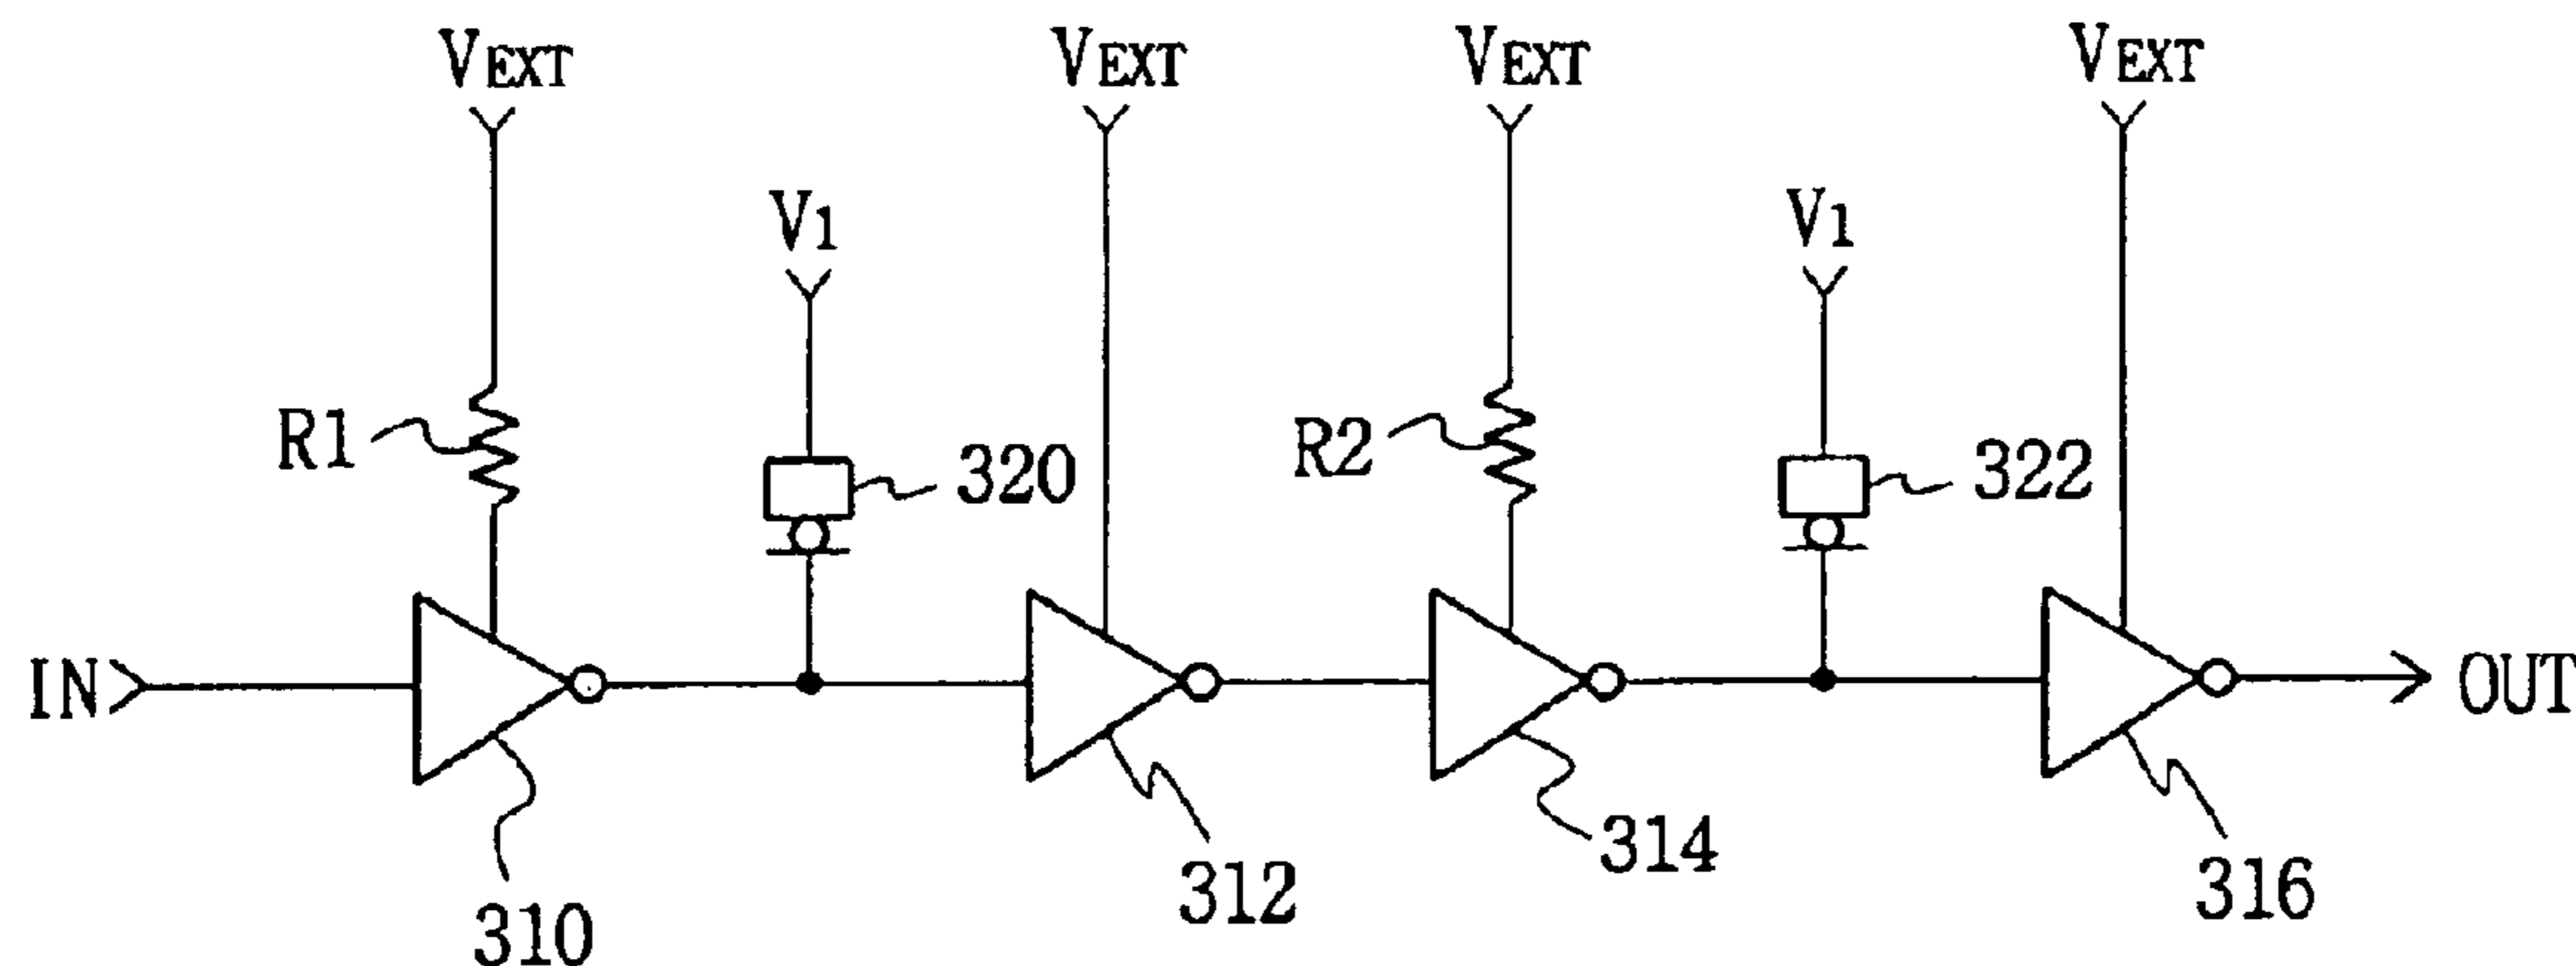 VEXT VEXT VEXT VEXT
V1 V1
R1 320 R2 322
IN OUT
310 312 314 316